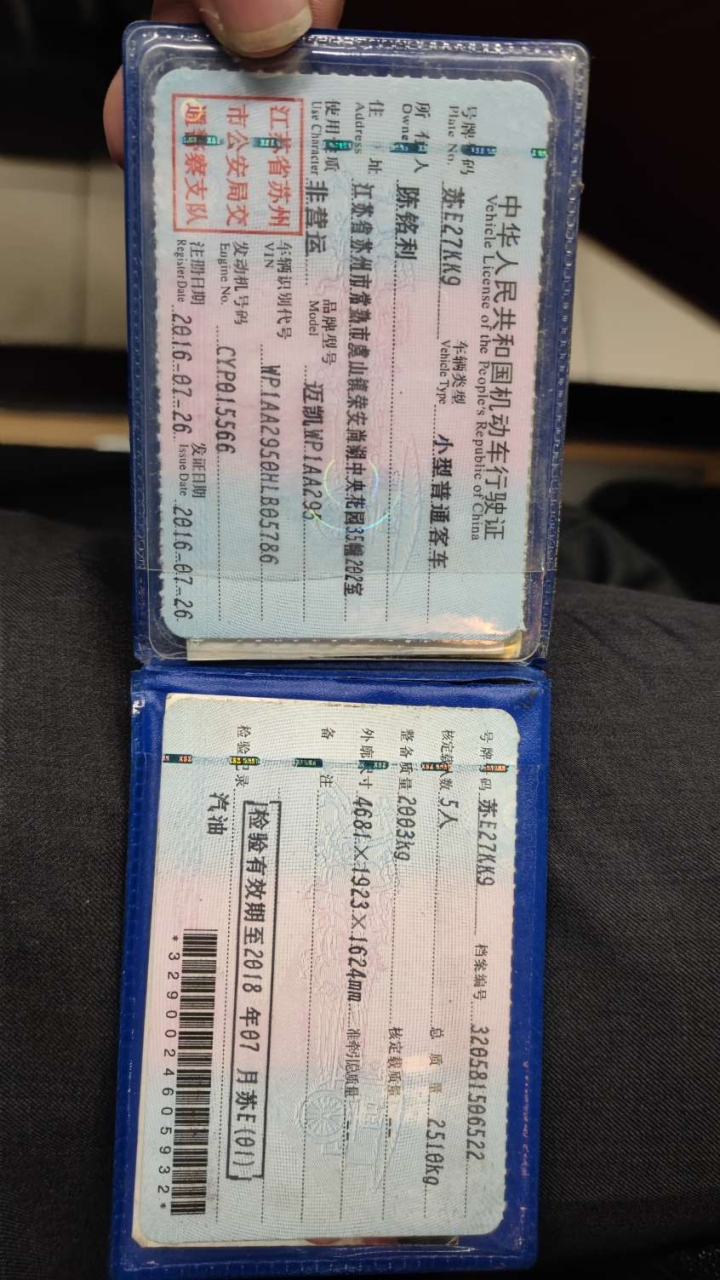 中华人民共和国机动车行驶证
Vehicle License of the People's Republic of China
号牌号码 苏E27KK9 车辆类型 小型普通客车
Plate No. Vehicle Type
所有人 陈铭利
Owner
住址 江苏省苏州市常熟市虞山镇荣安尚湖中央花园35幢202室
Address
使用性质 非营运 品牌型号 迈凯WP1AA295
Use Character Model
江苏省苏州
市公安局交
通警察支队
车辆识别代号 WP1AA2950HLB05786
VIN
发动机号码 CYP015566
Engine No.
注册日期 2016-07-26 发证日期 2016-07-26
Register Date Issue Date
号牌号码 苏E27KK9 档案编号 320581506522
核定载人数 5人 总质量 2510kg
整备质量 2003kg 核定载质量 --
外廓尺寸 4681×1923×1624mm 准牵引总质量 --
备注
检验有效期至2018年07月苏E(01)
检验记录
汽油
*3290024605932*